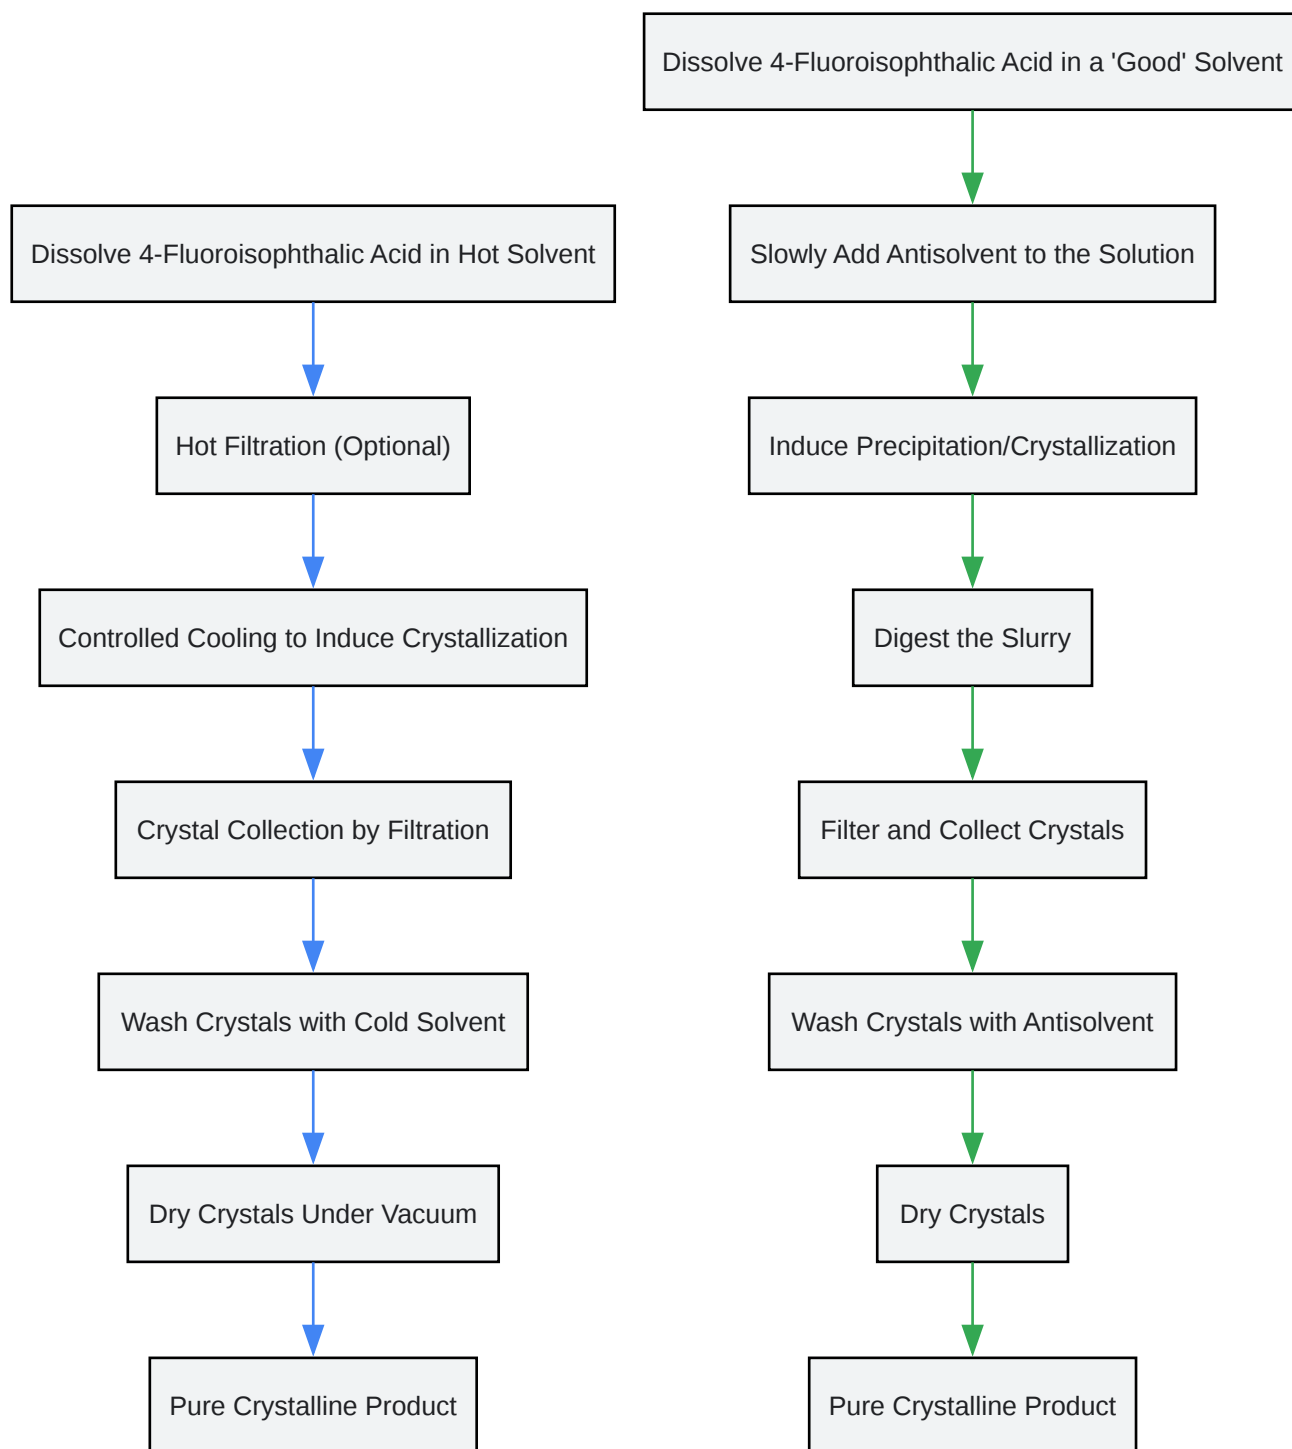 Dissolve 4-Fluoroisophthalic Acid in Hot Solvent
Hot Filtration (Optional)
Controlled Cooling to Induce Crystallization
Crystal Collection by Filtration
Wash Crystals with Cold Solvent
Dry Crystals Under Vacuum
Pure Crystalline Product
Dissolve 4-Fluoroisophthalic Acid in a 'Good' Solvent
Slowly Add Antisolvent to the Solution
Induce Precipitation/Crystallization
Digest the Slurry
Filter and Collect Crystals
Wash Crystals with Antisolvent
Dry Crystals
Pure Crystalline Product